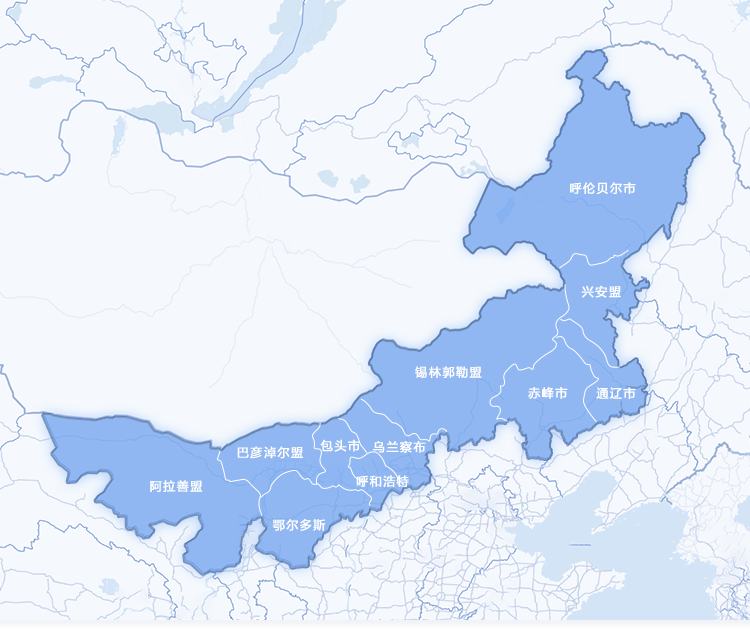 呼伦贝尔市
兴安盟
锡林郭勒盟
赤峰市
通辽市
包头市
乌兰察布
巴彦淖尔盟
呼和浩特
阿拉善盟
鄂尔多斯